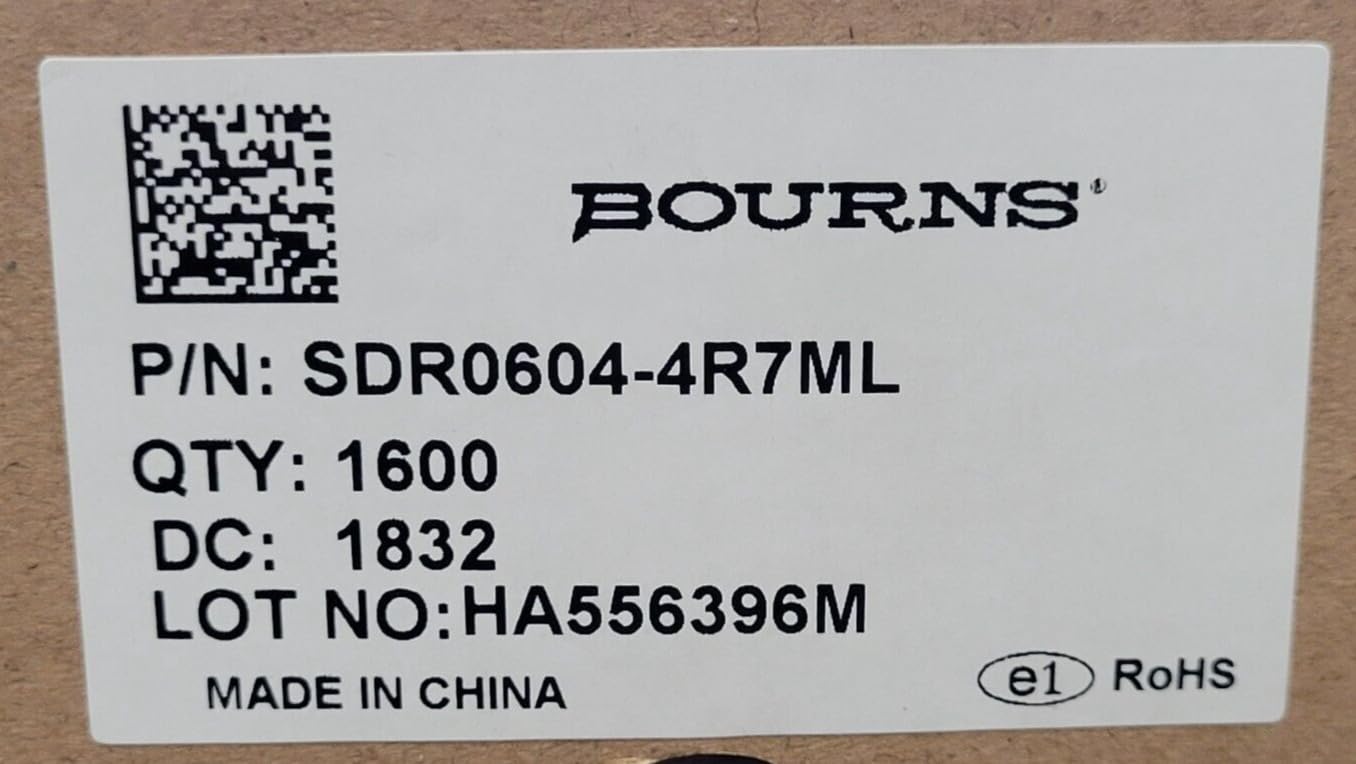 BOURNS®
P/N: SDR0604-4R7ML
QTY: 1600
DC: 1832
LOT NO:HA556396M
MADE IN CHINA
e1 RoHS